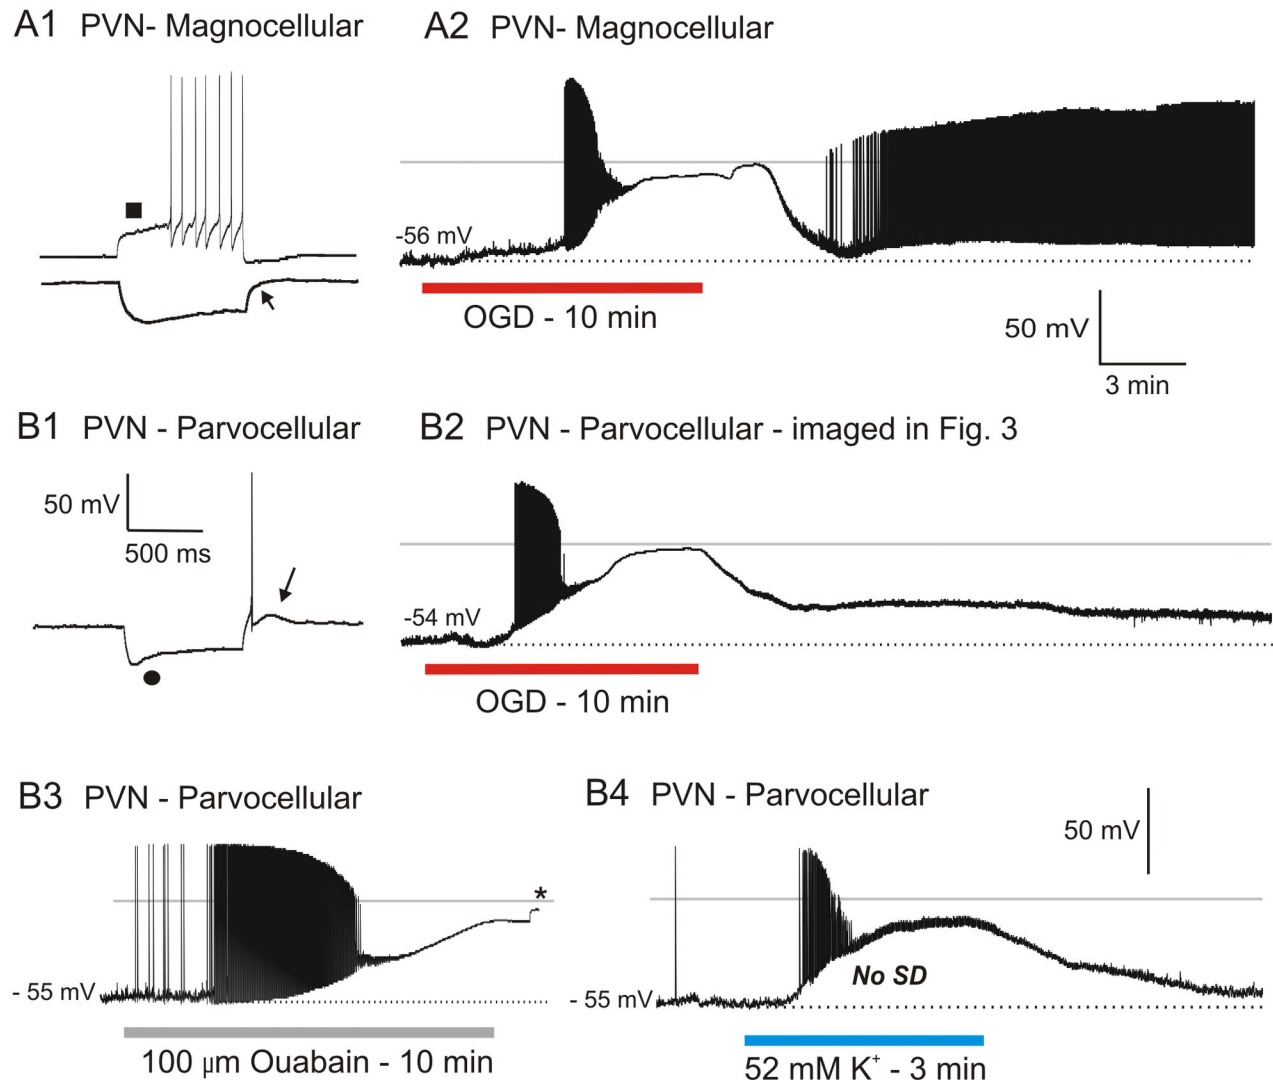 A1 PVN- Magnocellular
A2 PVN- Magnocellular
-56 mV
OGD - 10 min
50 mV
3 min
B1 PVN - Parvocellular
B2 PVN - Parvocellular - imaged in Fig. 3
50 mV
500 ms
-54 mV
OGD - 10 min
B3 PVN - Parvocellular
B4 PVN - Parvocellular
50 mV
*
No SD
- 55 mV
- 55 mV
100 µm Ouabain - 10 min
52 mM K⁺ - 3 min